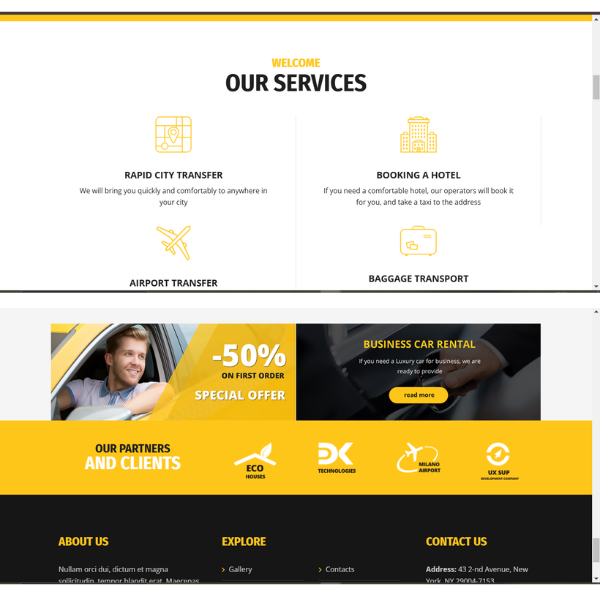 WELCOME
OUR SERVICES
RAPID CITY TRANSFER
We will bring you quickly and comfortably to anywhere in
your city
BOOKING A HOTEL
If you need a comfortable hotel, our operators will book it
for you, and take a taxi to the address
AIRPORT TRANSFER
BAGGAGE TRANSPORT
-50%
ON FIRST ORDER
SPECIAL OFFER
BUSINESS CAR RENTAL
If you need a Luxury car for business, we are
ready to provide
read more
OUR PARTNERS
AND CLIENTS
ECO
HOUSES
DK
TECHNOLOGIES
MILANO
AIRPORT
UX SUP
DEVELOPMENT COMPANY
ABOUT US
Nullam orci dui, dictum et magna
sollicitudin, tempor blandit erat. Maecenas
EXPLORE
› Gallery
› Contacts
CONTACT US
Address: 43 2-nd Avenue, New
York, NY 29004-7153